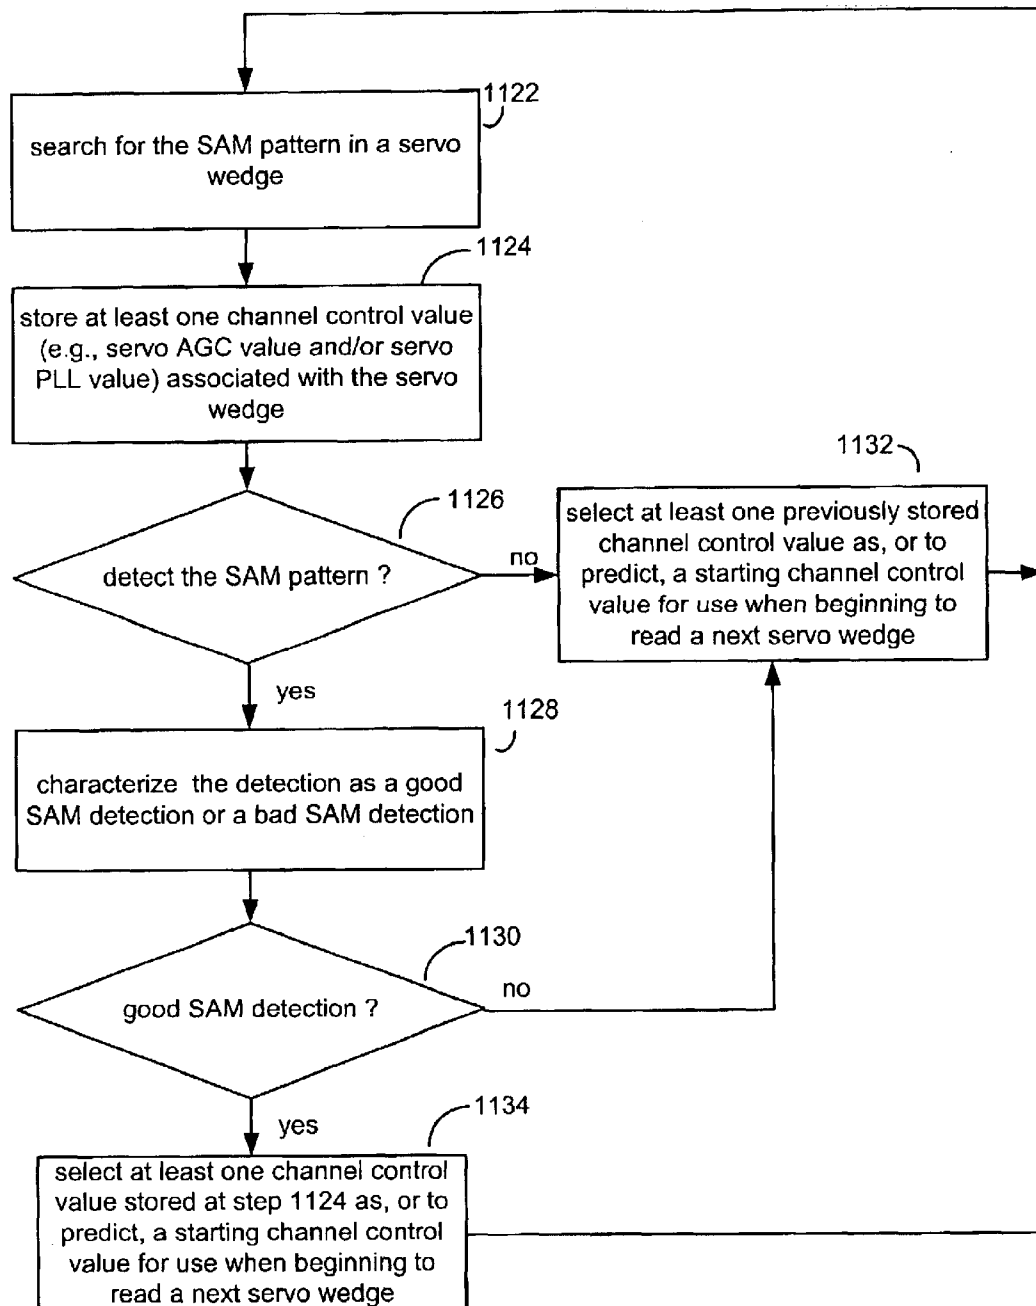 1122
search for the SAM pattern in a servo
wedge
1124
store at least one channel control value
(e.g., servo AGC value and/or servo
PLL value) associated with the servo
wedge
1126
detect the SAM pattern ?
no
yes
1132
select at least one previously stored
channel control value as, or to
predict, a starting channel control
value for use when beginning to
read a next servo wedge
1128
characterize the detection as a good
SAM detection or a bad SAM detection
1130
good SAM detection ?
no
yes
1134
select at least one channel control
value stored at step 1124 as, or to
predict, a starting channel control
value for use when beginning to
read a next servo wedge